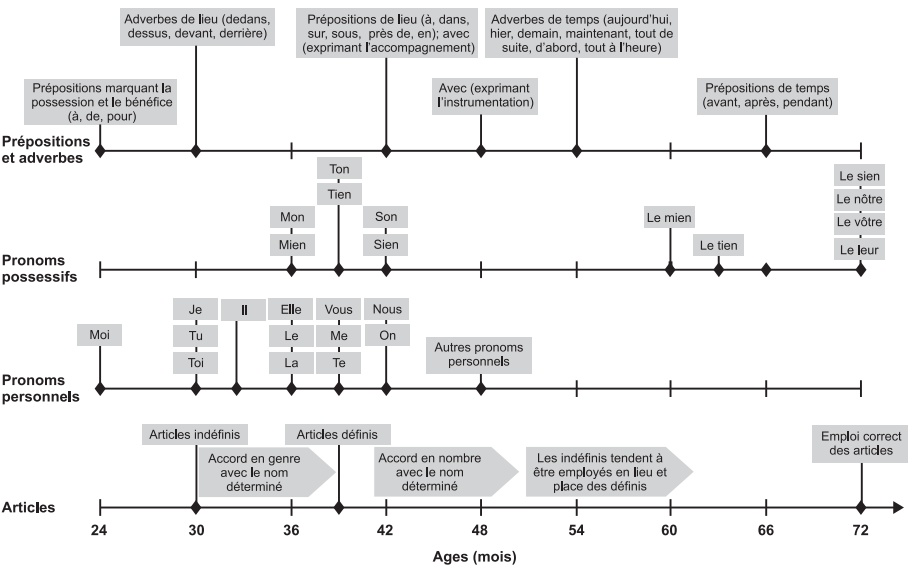 Adverbes de lieu (dedans,
dessus, devant, derrière)
Prépositions de lieu (à, dans,
sur, sous, près de, en); avec
(exprimant l'accompagnement)
Adverbes de temps (aujourd'hui,
hier, demain, maintenant, tout de
suite, d'abord, tout à l'heure)
Prépositions marquant la
possession et le bénéfice
(à, de, pour)
Avec (exprimant
l'instrumentation)
Prépositions de temps
(avant, après, pendant)
Prépositions
et adverbes
Ton
Tien
Mon
Mien
Son
Sien
Le mien
Le tien
Le sien
Le nôtre
Le vôtre
Le leur
Pronoms
possessifs
Moi
Je
Tu
Toi
Il
Elle
Le
La
Vous
Me
Te
Nous
On
Autres pronoms
personnels
Pronoms
personnels
Articles indéfinis
Articles définis
Emploi correct
des articles
Accord en genre
avec le nom
déterminé
Accord en nombre
avec le nom
déterminé
Les indéfinis tendent à
être employés en lieu et
place des définis
Articles
24 30 36 42 48 54 60 66 72
Ages (mois)